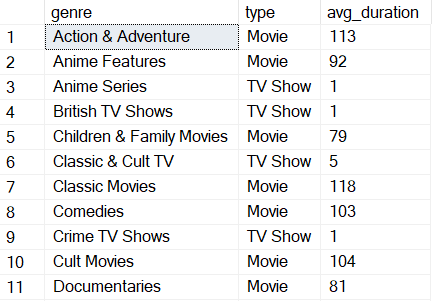 genre type avg_duration
1 Action & Adventure Movie 113
2 Anime Features Movie 92
3 Anime Series TV Show 1
4 British TV Shows TV Show 1
5 Children & Family Movies Movie 79
6 Classic & Cult TV TV Show 5
7 Classic Movies Movie 118
8 Comedies Movie 103
9 Crime TV Shows TV Show 1
10 Cult Movies Movie 104
11 Documentaries Movie 81